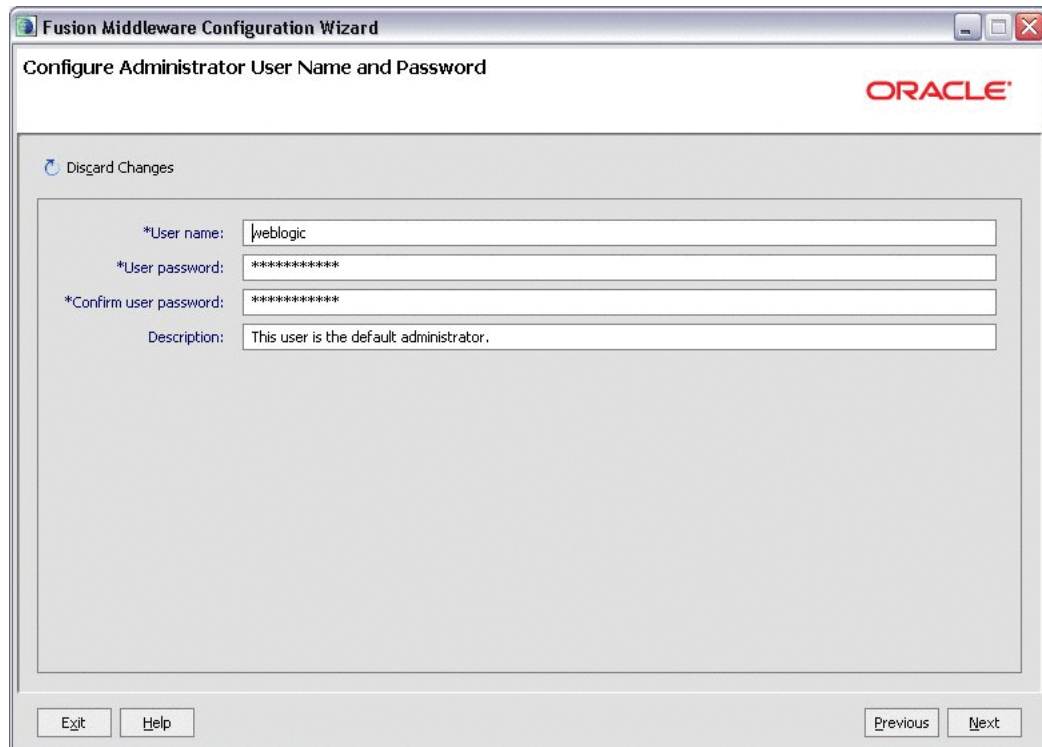 Fusion Middleware Configuration Wizard
Configure Administrator User Name and Password
ORACLE
Discard Changes
*User name: weblogic
*User password: ***********
*Confirm user password: ***********
Description: This user is the default administrator.
Exit Help Previous Next